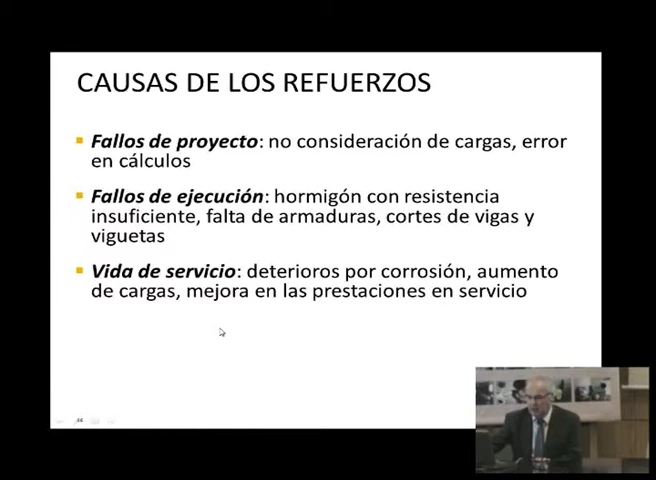 CAUSAS DE LOS REFUERZOS
Fallos de proyecto: no consideración de cargas, error
en cálculos
Fallos de ejecución: hormigón con resistencia
insuficiente, falta de armaduras, cortes de vigas y
viguetas
Vida de servicio: deterioros por corrosión, aumento
de cargas, mejora en las prestaciones en servicio